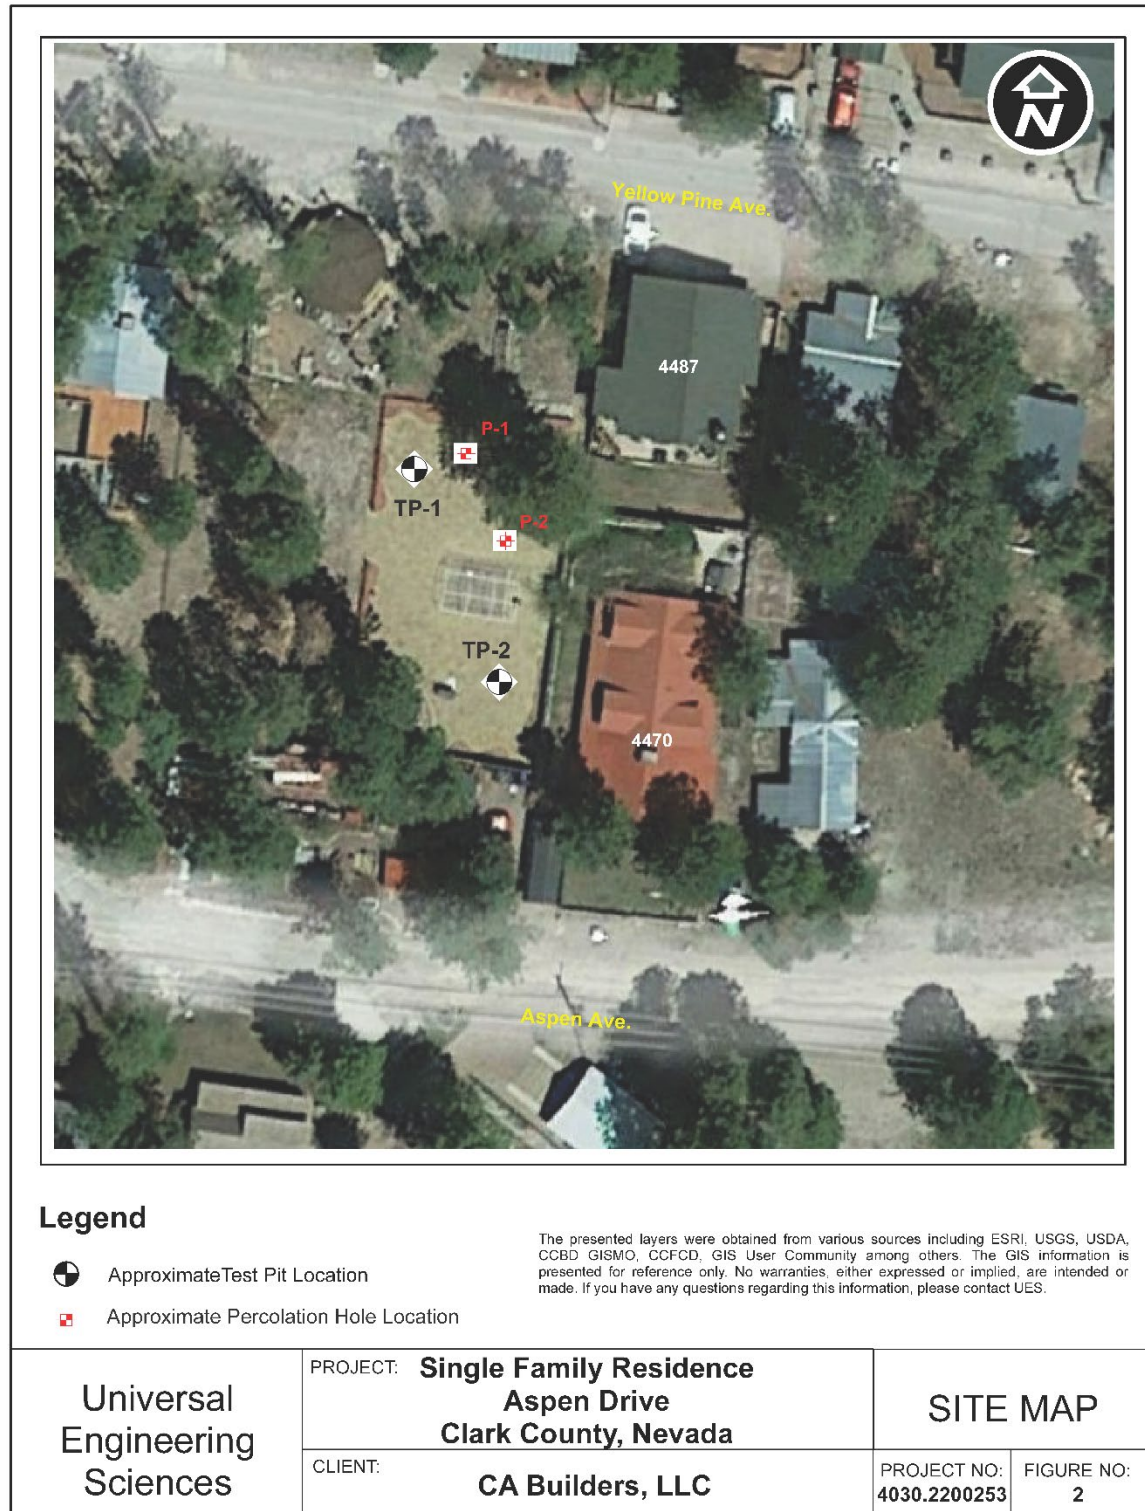 N
Yellow Pine Ave.
4487
P-1
TP-1
P-2
TP-2
4470
Aspen Ave.
Legend
ApproximateTest Pit Location
Approximate Percolation Hole Location
The presented layers were obtained from various sources including ESRI, USGS, USDA,
CCBD GISMO, CCFCD, GIS User Community among others. The GIS information is
presented for reference only. No warranties, either expressed or implied, are intended or
made. If you have any questions regarding this information, please contact UES.
Universal
Engineering
Sciences
PROJECT: Single Family Residence
Aspen Drive
Clark County, Nevada
CLIENT: CA Builders, LLC
SITE MAP
PROJECT NO:
4030.2200253
FIGURE NO:
2